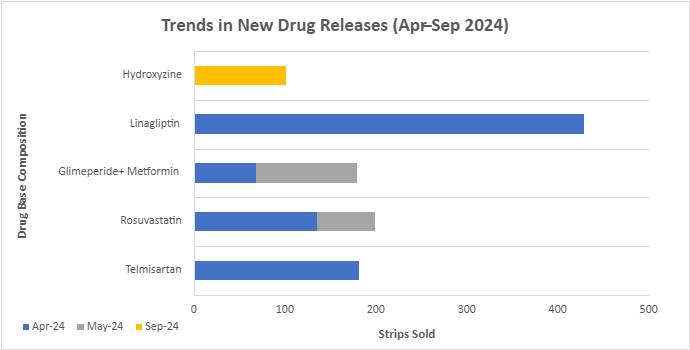 Trends in New Drug Releases (Apr–Sep 2024)
Hydroxyzine
Linagliptin
Glimeperide+ Metformin
Rosuvastatin
Telmisartan
Drug Base Composition
0 100 200 300 400 500
Strips Sold
Apr-24 May-24 Sep-24